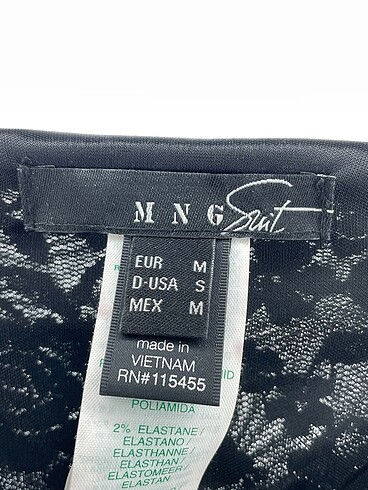 MNG Suit
EUR M
D-USA S
MEX M
made in
VIETNAM
RN#115455
POLIAMIDA
2% ELASTANE /
ELASTANO /
ELASTHANNE /
ELASTHAN /
ELASTOMEER /
ELASTAN